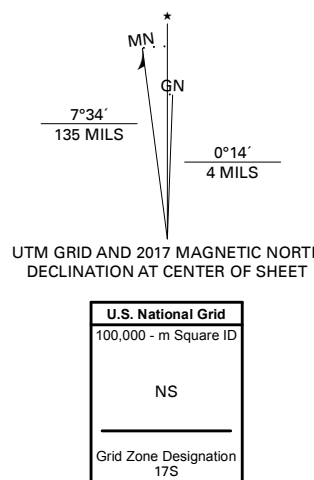 ★
MN
GN
7°34´
135 MILS
0°14´
4 MILS
UTM GRID AND 2017 MAGNETIC NORTH
DECLINATION AT CENTER OF SHEET
U.S. National Grid
100,000 - m Square ID
NS
Grid Zone Designation
17S